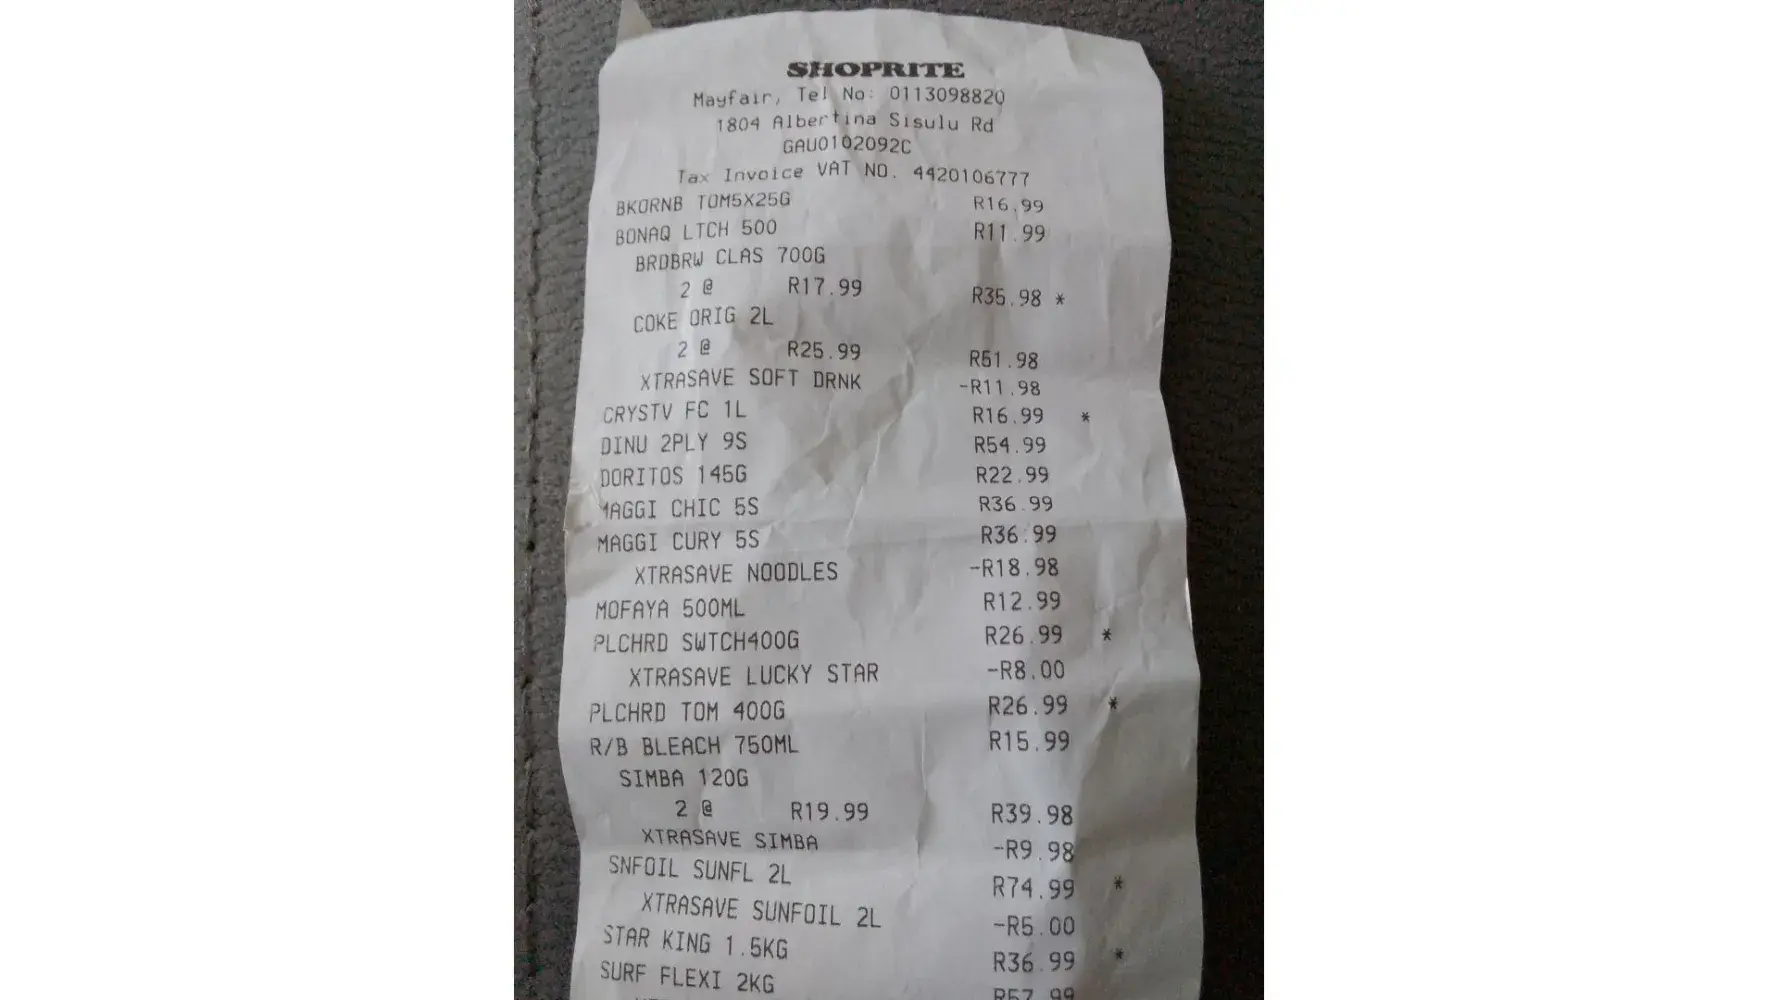 SHOPRITE
Mayfair, Tel No: 0113098820
1804 Albertina Sisulu Rd
GAU0102092C
Tax Invoice VAT NO. 4420106777
BKORNB TOM5X25G R16.99
BONAQ LTCH 500 R11.99
BRDBRW CLAS 700G
2 @ R17.99 R35.98 *
COKE ORIG 2L
2 @ R25.99 R51.98
XTRASAVE SOFT DRNK -R11.98
CRYSTV FC 1L R16.99 *
DINU 2PLY 9S R54.99
DORITOS 145G R22.99
MAGGI CHIC 5S R36.99
MAGGI CURY 5S R36.99
XTRASAVE NOODLES -R18.98
MOFAYA 500ML R12.99
PLCHRD SWTCH400G R26.99 *
XTRASAVE LUCKY STAR -R8.00
PLCHRD TOM 400G R26.99 *
R/B BLEACH 750ML R15.99
SIMBA 120G
2 @ R19.99 R39.98
XTRASAVE SIMBA -R9.98
SNFOIL SUNFL 2L R74.99 *
XTRASAVE SUNFOIL 2L -R5.00
STAR KING 1.5KG R36.99 *
SURF FLEXI 2KG R57.99